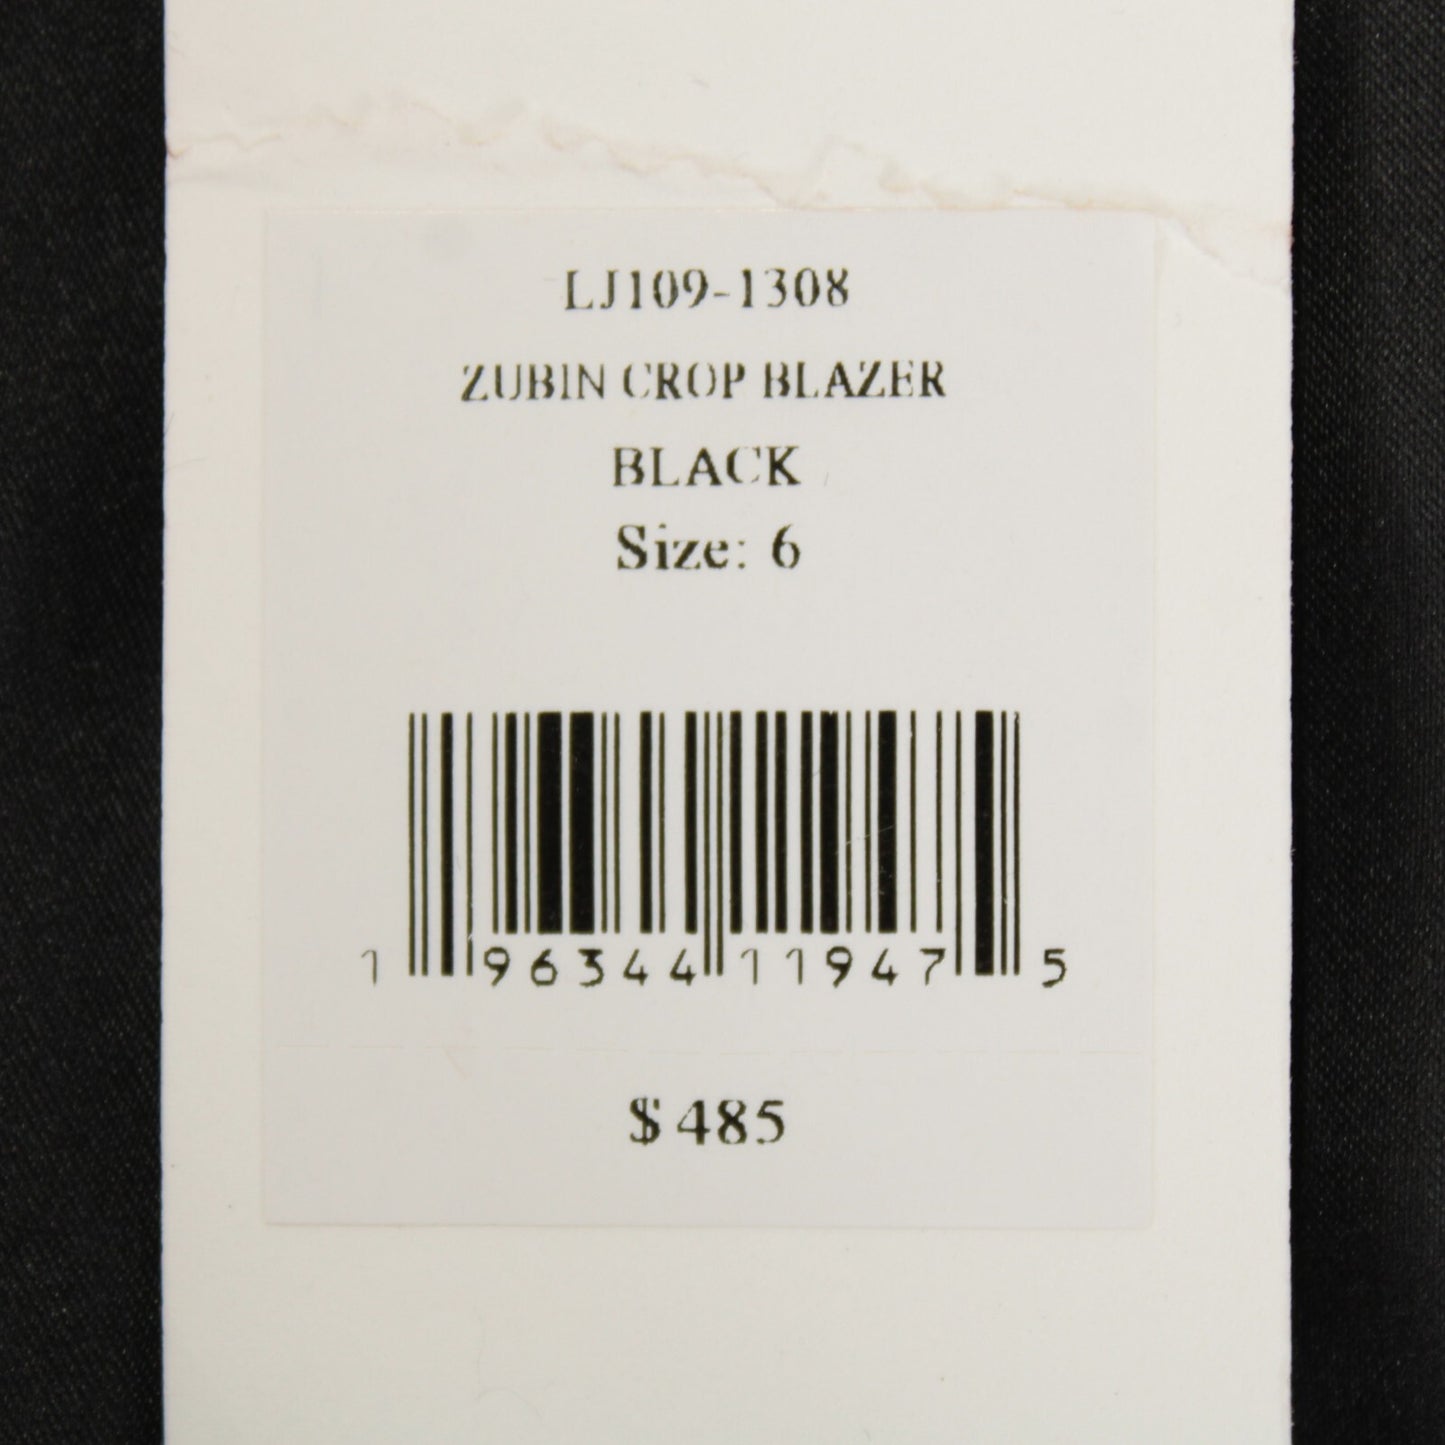 LJ109-1308
ZUBIN CROP BLAZER
BLACK
Size: 6
1 96344 11947 5
$ 485